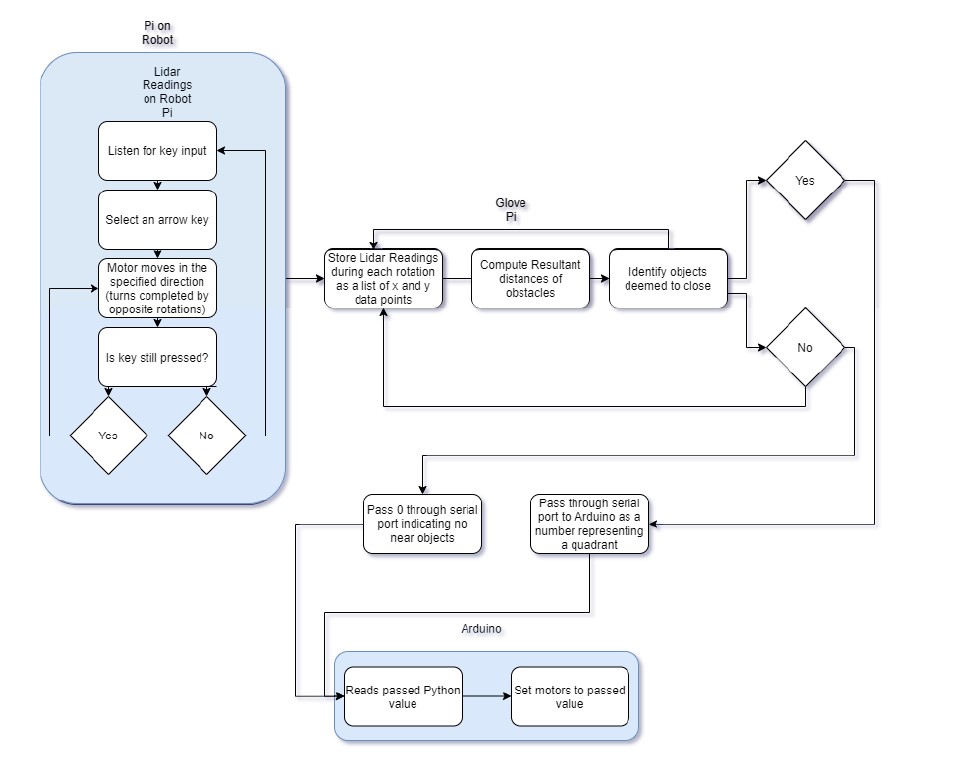 Pi on
Robot
Lidar
Readings
on Robot
Pi
Listen for key input
Select an arrow key
Motor moves in the
specified direction
(turns completed by
opposite rotations)
Is key still pressed?
Yes
No
Glove
Pi
Store Lidar Readings
during each rotation
as a list of x and y
data points
Compute Resultant
distances of
obstacles
Identify objects
deemed to close
Yes
No
Pass 0 through serial
port indicating no
near objects
Pass through serial
port to Arduino as a
number representing
a quadrant
Arduino
Reads passed Python
value
Set motors to passed
value